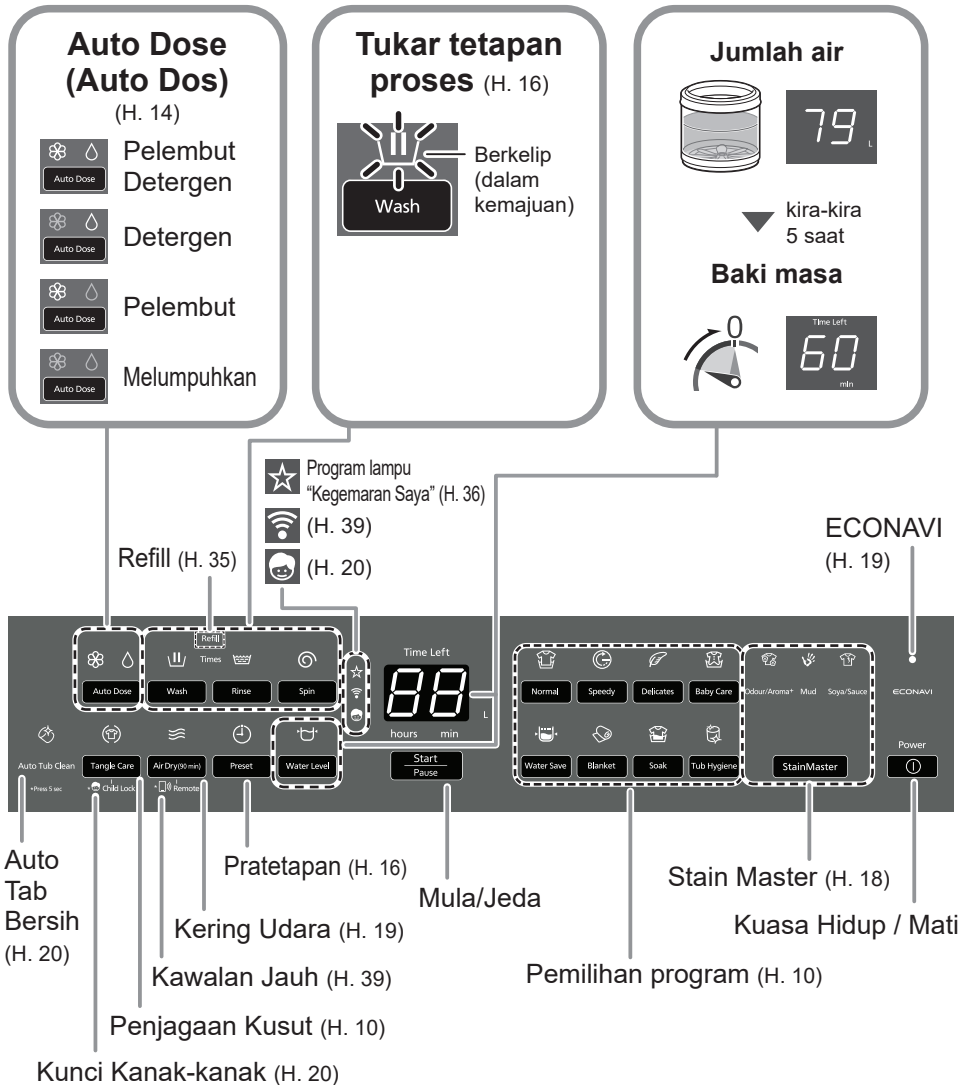 Auto Dose
(Auto Dos)
(H. 14)
Auto Dose
Pelembut
Detergen
Auto Dose
Detergen
Auto Dose
Pelembut
Auto Dose
Melumpuhkan
Tukar tetapan
proses (H. 16)
Wash
Berkelip
(dalam
kemajuan)
Jumlah air
79 L
kira-kira
5 saat
Baki masa
0
Time Left
60
min
Program lampu
"Kegemaran Saya" (H. 36)
(H. 39)
(H. 20)
Refill (H. 35)
ECONAVI
(H. 19)
Refill
Times
Time Left
88
L
hours min
Auto Dose Wash Rinse Spin
Normal Speedy Delicates Baby Care
Odour/Aroma+ Mud Soya/Sauce
ECONAVI
Auto Tub Clean
Tangle Care Air Dry(90 min) Preset Water Level
Start
Pause
Water Save Blanket Soak Tub Hygiene
StainMaster
Power
*Press 5 sec
* Child Lock
* Remote
Auto
Tab
Bersih
(H. 20)
Pratetapan (H. 16)
Mula/Jeda
Stain Master (H. 18)
Kering Udara (H. 19)
Kuasa Hidup / Mati
Kawalan Jauh (H. 39)
Pemilihan program (H. 10)
Penjagaan Kusut (H. 10)
Kunci Kanak-kanak (H. 20)